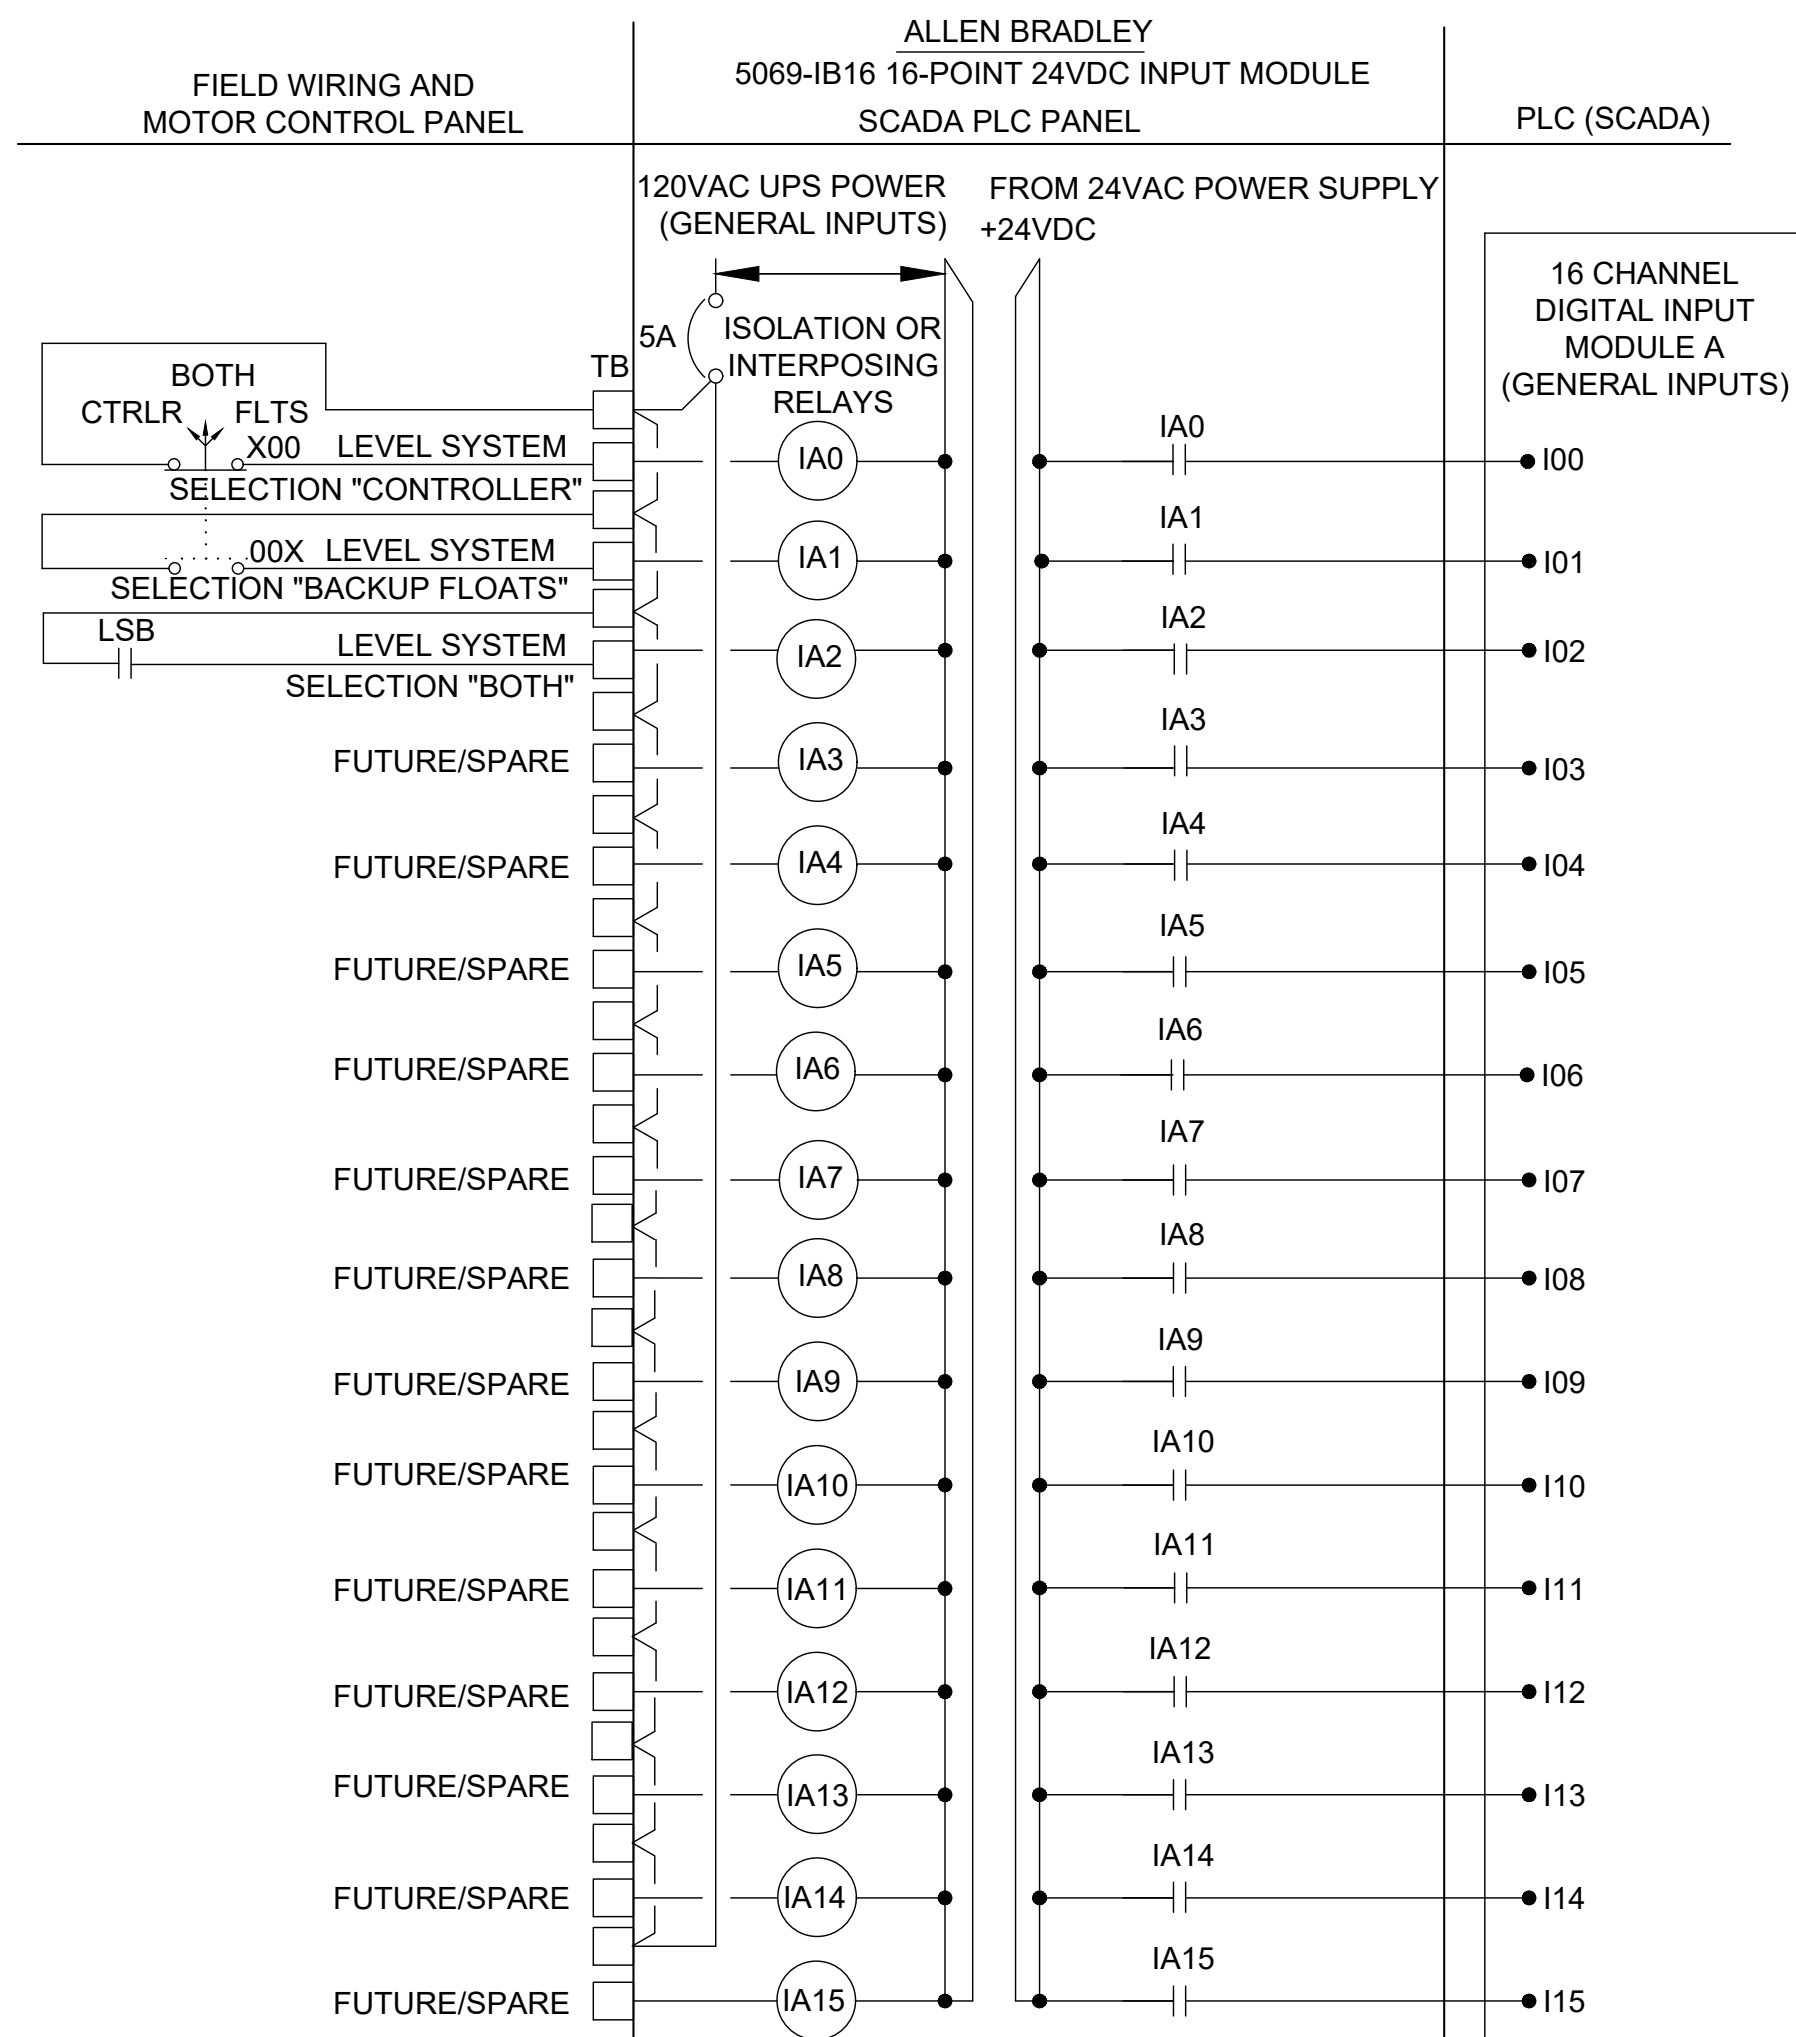 ALLEN BRADLEY
5069-IB16 16-POINT 24VDC INPUT MODULE
FIELD WIRING AND
MOTOR CONTROL PANEL
SCADA PLC PANEL
PLC (SCADA)
120VAC UPS POWER
(GENERAL INPUTS)
FROM 24VAC POWER SUPPLY
+24VDC
16 CHANNEL
DIGITAL INPUT
MODULE A
(GENERAL INPUTS)
5A
ISOLATION OR
INTERPOSING
RELAYS
TB
BOTH
CTRLR
FLTS
X00
LEVEL SYSTEM
SELECTION "CONTROLLER"
IA0
IA0
I00
00X
LEVEL SYSTEM
SELECTION "BACKUP FLOATS"
IA1
IA1
I01
LSB
LEVEL SYSTEM
SELECTION "BOTH"
IA2
IA2
I02
FUTURE/SPARE
IA3
IA3
I03
FUTURE/SPARE
IA4
IA4
I04
FUTURE/SPARE
IA5
IA5
I05
FUTURE/SPARE
IA6
IA6
I06
FUTURE/SPARE
IA7
IA7
I07
FUTURE/SPARE
IA8
IA8
I08
FUTURE/SPARE
IA9
IA9
I09
FUTURE/SPARE
IA10
IA10
I10
FUTURE/SPARE
IA11
IA11
I11
FUTURE/SPARE
IA12
IA12
I12
FUTURE/SPARE
IA13
IA13
I13
FUTURE/SPARE
IA14
IA14
I14
FUTURE/SPARE
IA15
IA15
I15